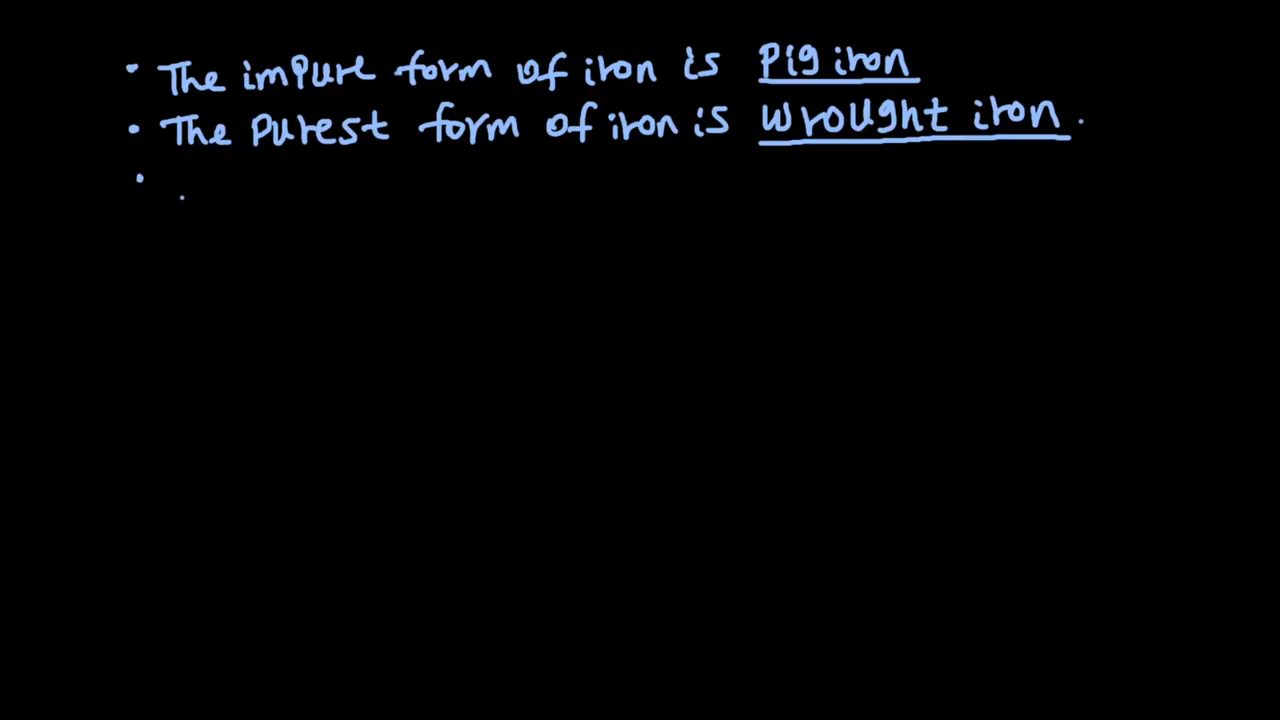 • The impure form of iron is Pig iron
• The purest form of iron is wrought iron.
•